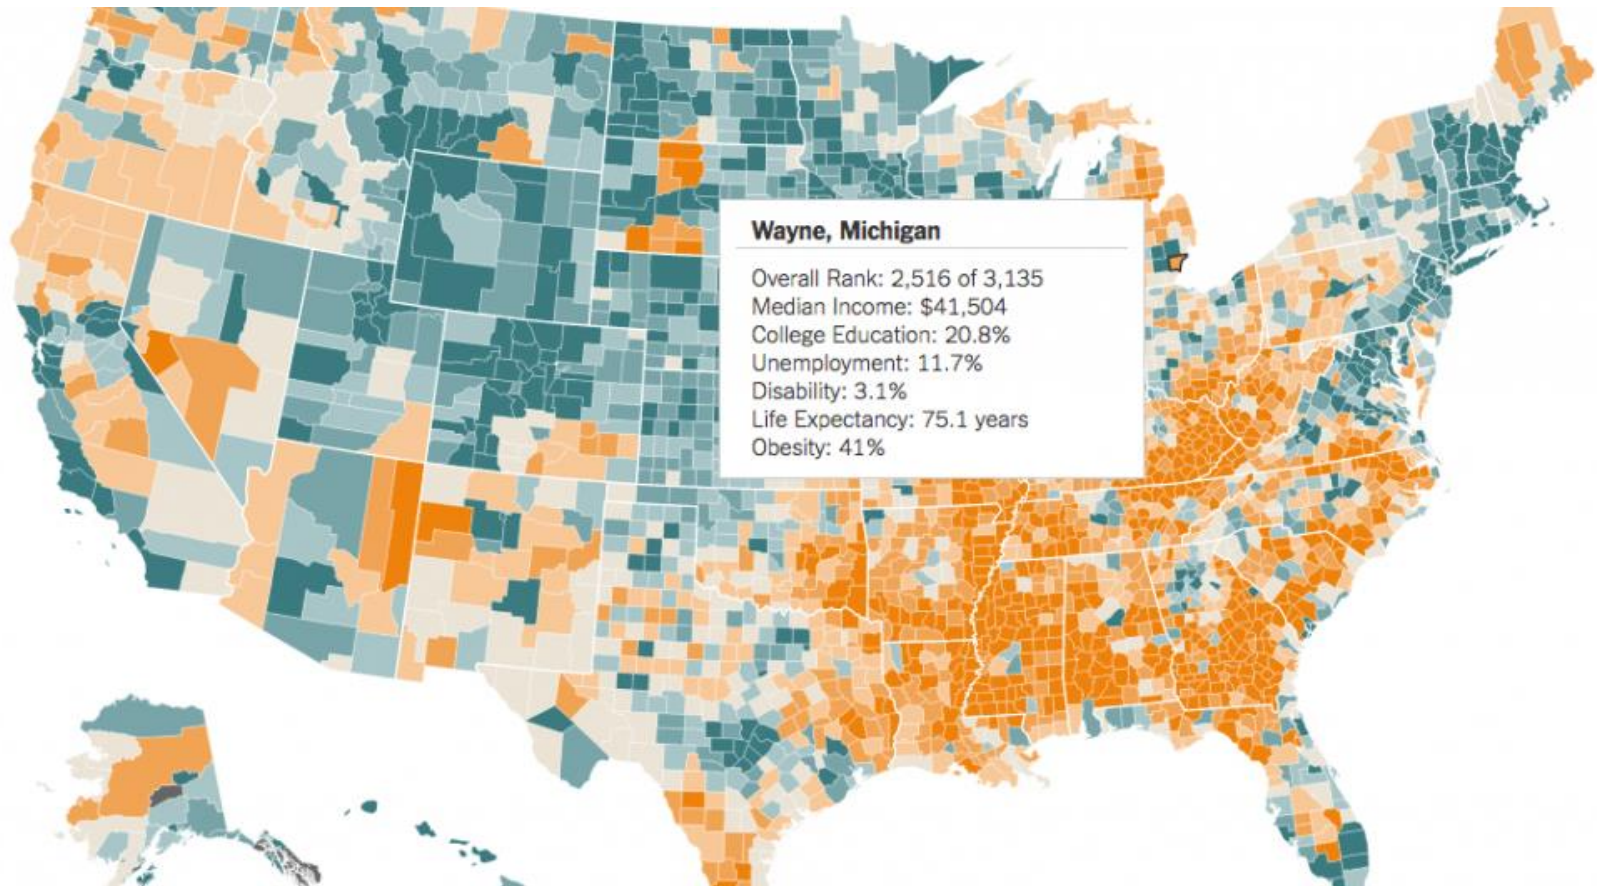 Wayne, Michigan
Overall Rank: 2,516 of 3,135
Median Income: $41,504
College Education: 20.8%
Unemployment: 11.7%
Disability: 3.1%
Life Expectancy: 75.1 years
Obesity: 41%